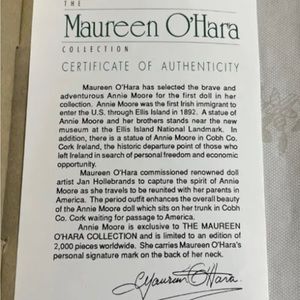 THE
Maureen O'Hara
COLLECTION
CERTIFICATE OF AUTHENTICITY
Maureen O'Hara has selected the brave and
adventurous Annie Moore for the first doll in her
collection. Annie Moore was the first Irish immigrant to
enter the U.S. through Ellis Island in 1892. A statue of
Annie Moore and her brothers stands near the new
museum at the Ellis Island National Landmark. In
addition, there is a statue of Annie Moore in Cobh Co.
Cork Ireland, the historic departure point of those who
left Ireland in search of personal freedom and economic
opportunity.
Maureen O'Hara commissioned renowned doll
artist Jan Hollebrands to capture the spirit of Annie
Moore as she travels to be reunited with her parents in
America. The period outfit enhances the overall beauty
of the Annie Moore doll which sits on her trunk in Cobh
Co. Cork waiting for passage to America.
Annie Moore is exclusive to THE MAUREEN
O'HARA COLLECTION and is limited to an edition of
2,000 pieces worldwide. She carries Maureen O'Hara's
personal signature mark on the back of her neck.
Maureen O'Hara